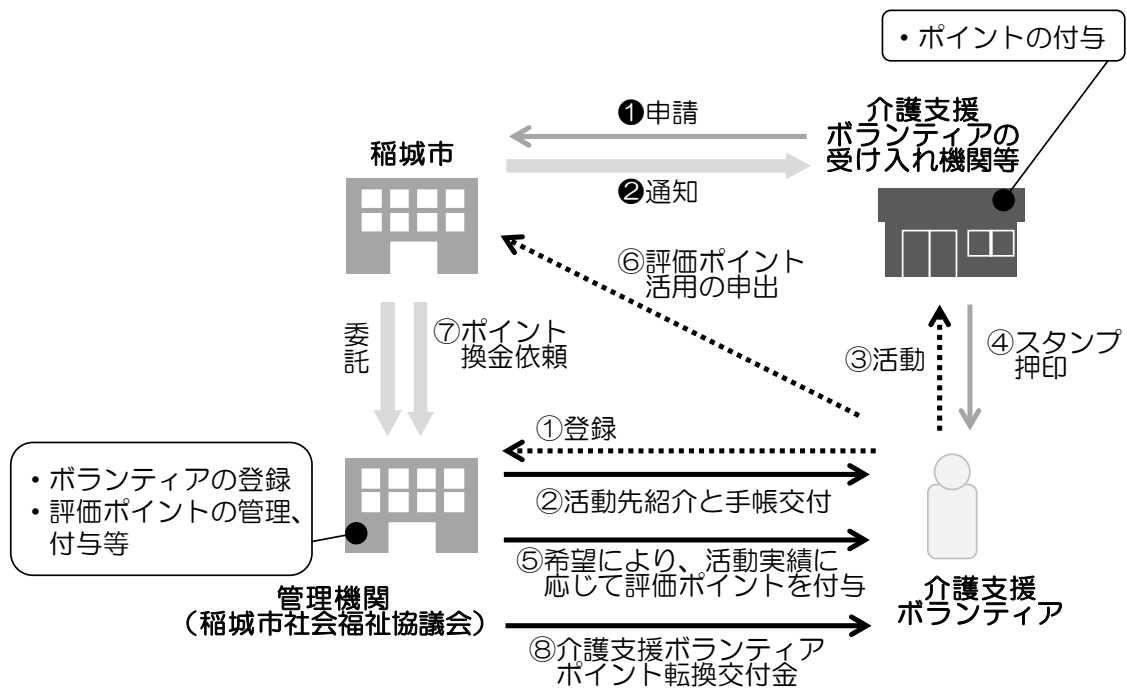 ・ポイントの付与
❶申請
介護支援
ボランティアの
受け入れ機関等
稲城市
❷通知
⑥評価ポイント
活用の申出
委託
⑦ポイント
換金依頼
③活動
④スタンプ
押印
①登録
・ボランティアの登録
・評価ポイントの管理、
付与等
②活動先紹介と手帳交付
⑤希望により、活動実績に
応じて評価ポイントを付与
管理機関
（稲城市社会福祉協議会）
介護支援
ボランティア
⑧介護支援ボランティア
ポイント転換交付金